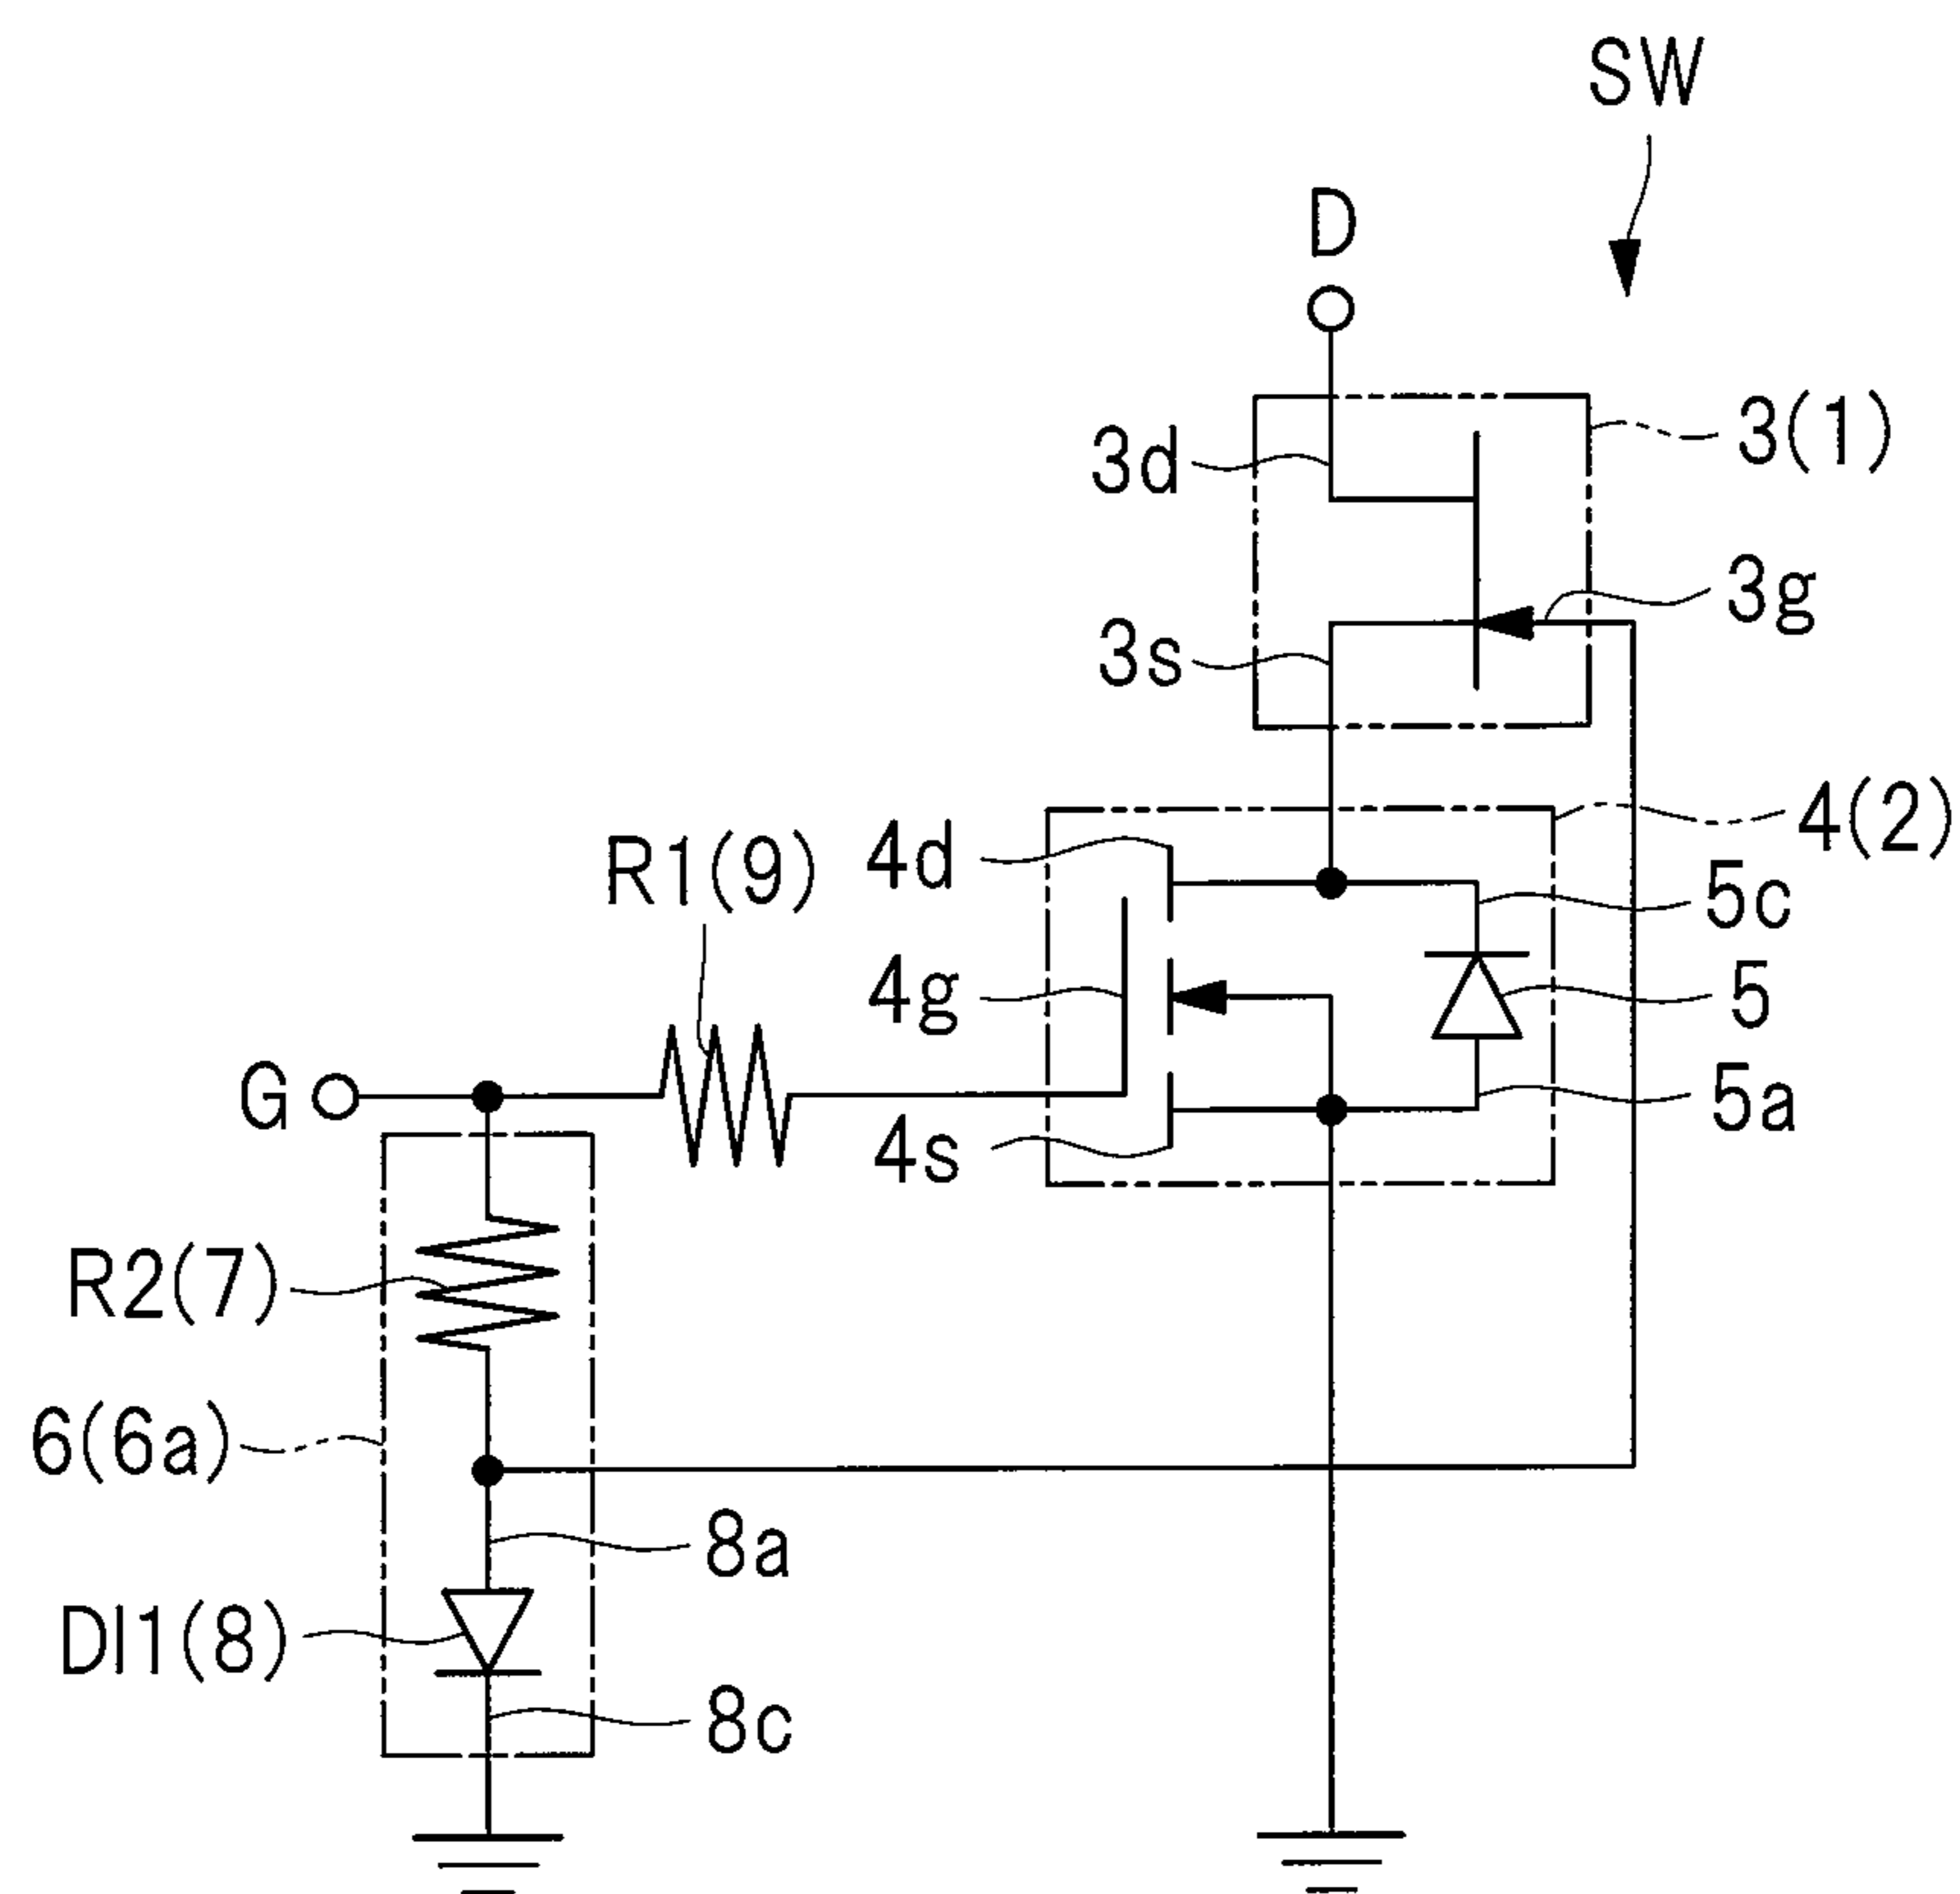 SW
D
3(1)
3d
3g
3s
4(2)
R1(9)
4d
5c
4g
5
G
5a
4s
R2(7)
6(6a)
8a
DI1(8)
8c